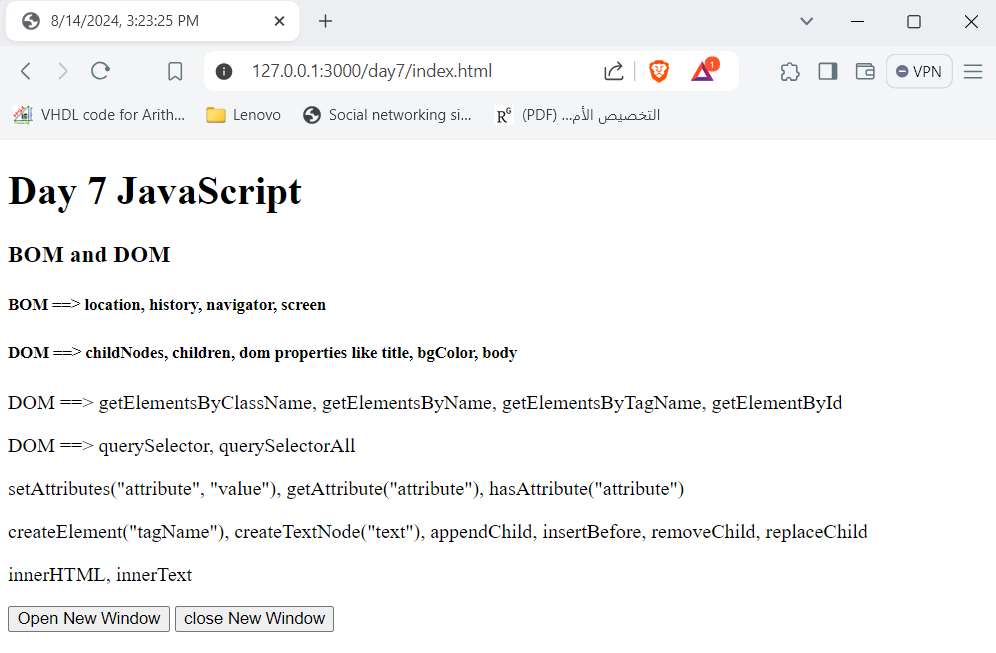 8/14/2024, 3:23:25 PM
127.0.0.1:3000/day7/index.html
1
VPN
VHDL code for Arith...
Lenovo
Social networking si...
R^G (PDF) ...التخصيص الأم
Day 7 JavaScript
BOM and DOM
BOM ==> location, history, navigator, screen
DOM ==> childNodes, children, dom properties like title, bgColor, body
DOM ==> getElementsByClassName, getElementsByName, getElementsByTagName, getElementById
DOM ==> querySelector, querySelectorAll
setAttributes("attribute", "value"), getAttribute("attribute"), hasAttribute("attribute")
createElement("tagName"), createTextNode("text"), appendChild, insertBefore, removeChild, replaceChild
innerHTML, innerText
Open New Window close New Window